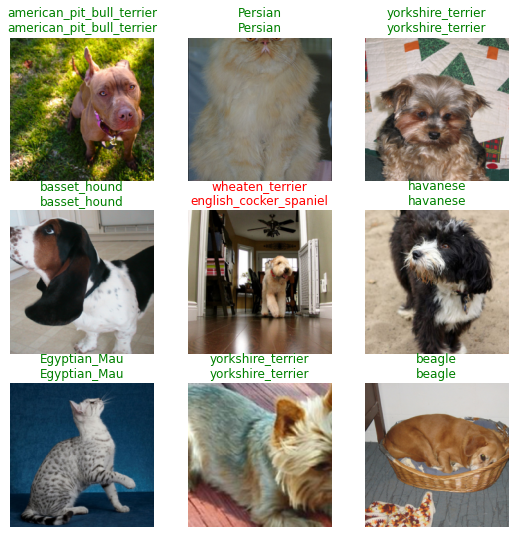 american_pit_bull_terrier
american_pit_bull_terrier
Persian
Persian
yorkshire_terrier
yorkshire_terrier
basset_hound
basset_hound
wheaten_terrier
english_cocker_spaniel
havanese
havanese
Egyptian_Mau
Egyptian_Mau
yorkshire_terrier
yorkshire_terrier
beagle
beagle